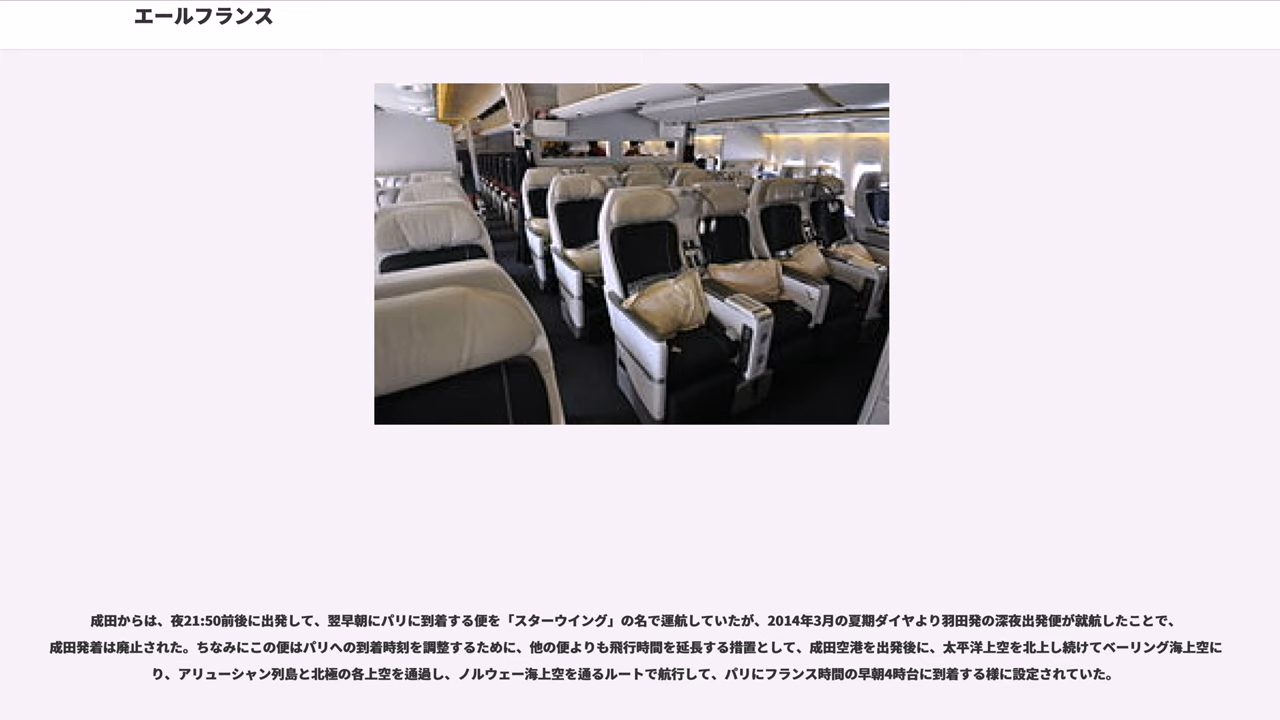 エールフランス
成田からは、夜21:50前後に出発して、翌早朝にパリに到着する便を「スターウイング」の名で運航していたが、2014年3月の夏期ダイヤより羽田発の深夜出発便が就航したことで、
成田発着は廃止された。ちなみにこの便はパリへの到着時刻を調整するために、他の便よりも飛行時間を延長する措置として、成田空港を出発後に、太平洋上空を北上し続けてベーリング海上空に
り、アリューシャン列島と北極の各上空を通過し、ノルウェー海上空を通るルートで航行して、パリにフランス時間の早朝4時台に到着する様に設定されていた。